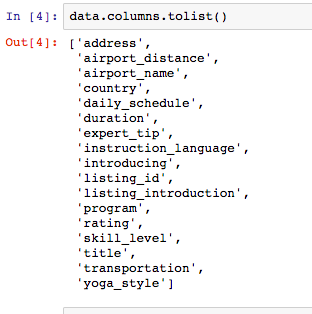 In [4]: data.columns.tolist()
Out[4]: ['address',
'airport_distance',
'airport_name',
'country',
'daily_schedule',
'duration',
'expert_tip',
'instruction_language',
'introducing',
'listing_id',
'listing_introduction',
'program',
'rating',
'skill_level',
'title',
'transportation',
'yoga_style']